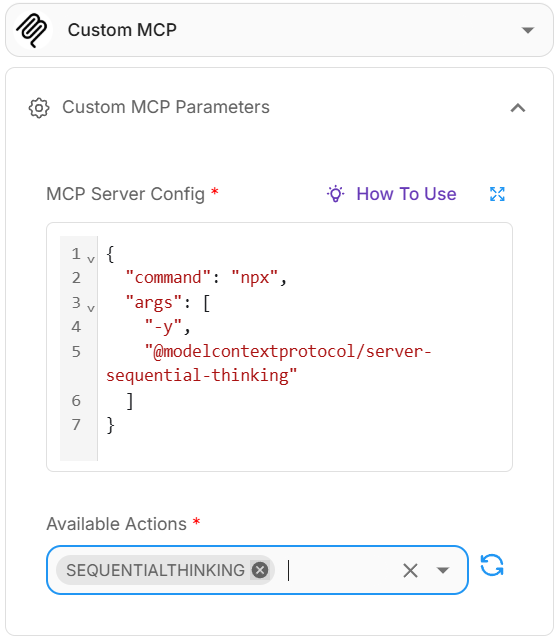 Custom MCP
Custom MCP Parameters
MCP Server Config *
How To Use
1 {
2 "command": "npx",
3 "args": [
4 "-y",
5 "@modelcontextprotocol/server-
sequential-thinking"
6 ]
7 }
Available Actions *
SEQUENTIALTHINKING